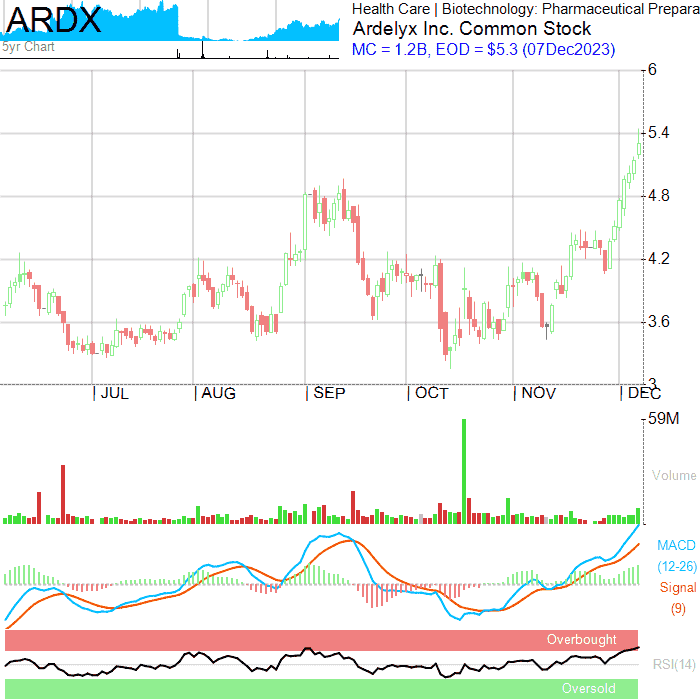 ARDX
5yr Chart
Health Care | Biotechnology: Pharmaceutical Prepara
Ardelyx Inc. Common Stock
MC = 1.2B, EOD = $5.3 (07Dec2023)
6
5.4
4.8
4.2
3.6
3
JUL
AUG
SEP
OCT
NOV
DEC
59M
Volume
MACD
(12-26)
Signal
(9)
Overbought
RSI(14)
Oversold